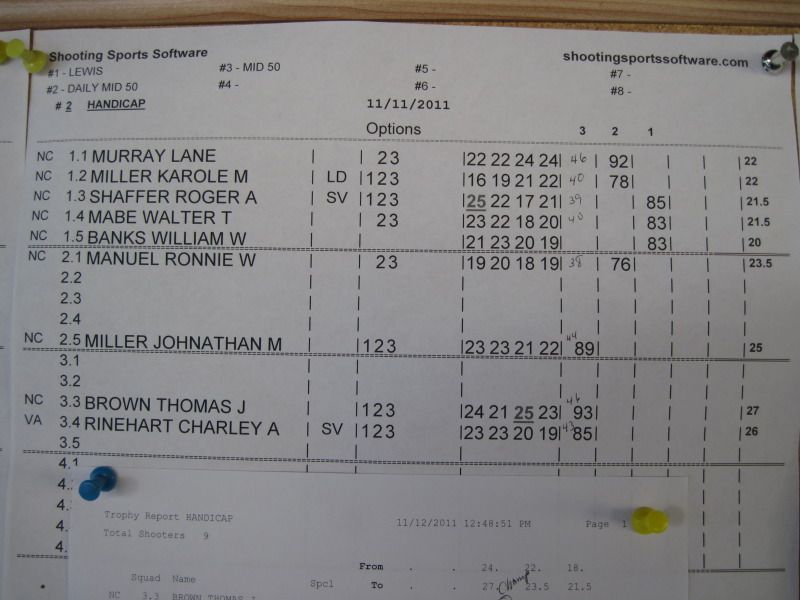 Shooting Sports Software shootingsportssoftware.com
#1 - LEWIS #3 - MID 50 #5 - #7 -
#2 - DAILY MID 50 #4 - #6 - #8 -
# 2 HANDICAP 11/11/2011
Options 3 2 1
NC 1.1 MURRAY LANE | | 23 |22 22 24 24| 46 | 92| | | | |22
NC 1.2 MILLER KAROLE M | LD |123 |16 19 21 22| 40 | 78| | | | |22
NC 1.3 SHAFFER ROGER A | SV |123 |25 22 17 21| 39 | | 85| | | |21.5
NC 1.4 MABE WALTER T | | 23 |23 22 18 20| 40 | | 83| | | |21.5
NC 1.5 BANKS WILLIAM W | | |21 23 20 19| | | 83| | | |20
NC 2.1 MANUEL RONNIE W | | 23 |19 20 18 19| 38 | 76| | | | |23.5
2.2
2.3
2.4
NC 2.5 MILLER JOHNATHAN M | |123 |23 23 21 22| 44 89| | | | | |25
3.1
3.2
NC 3.3 BROWN THOMAS J | |123 |24 21 25 23| 46 93| | | | | |27
VA 3.4 RINEHART CHARLEY A | SV |123 |23 23 20 19| 43 85| | | | | |26
3.5
4.1
4.
4.
4.
4.
Trophy Report HANDICAP 11/12/2011 12:48:51 PM Page 1
Total Shooters 9
From . . 24. 22. 18.
Squad Name Spcl To . . 27. Champ 23.5 21.5
NC 3.3 BROWN THOMAS J